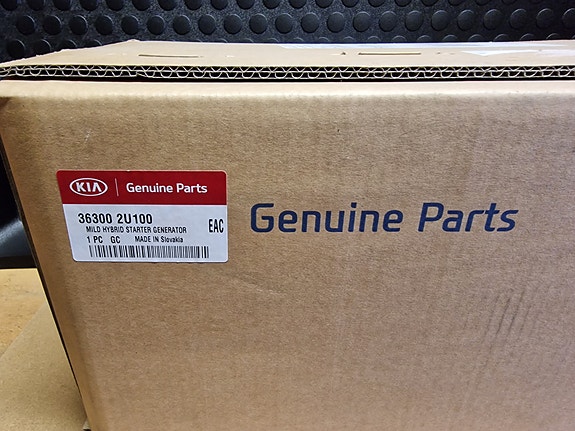 KIA Genuine Parts
36300 2U100
MILD HYBRID STARTER GENERATOR
1 PC GC MADE IN Slovakia
EAC
Genuine Parts